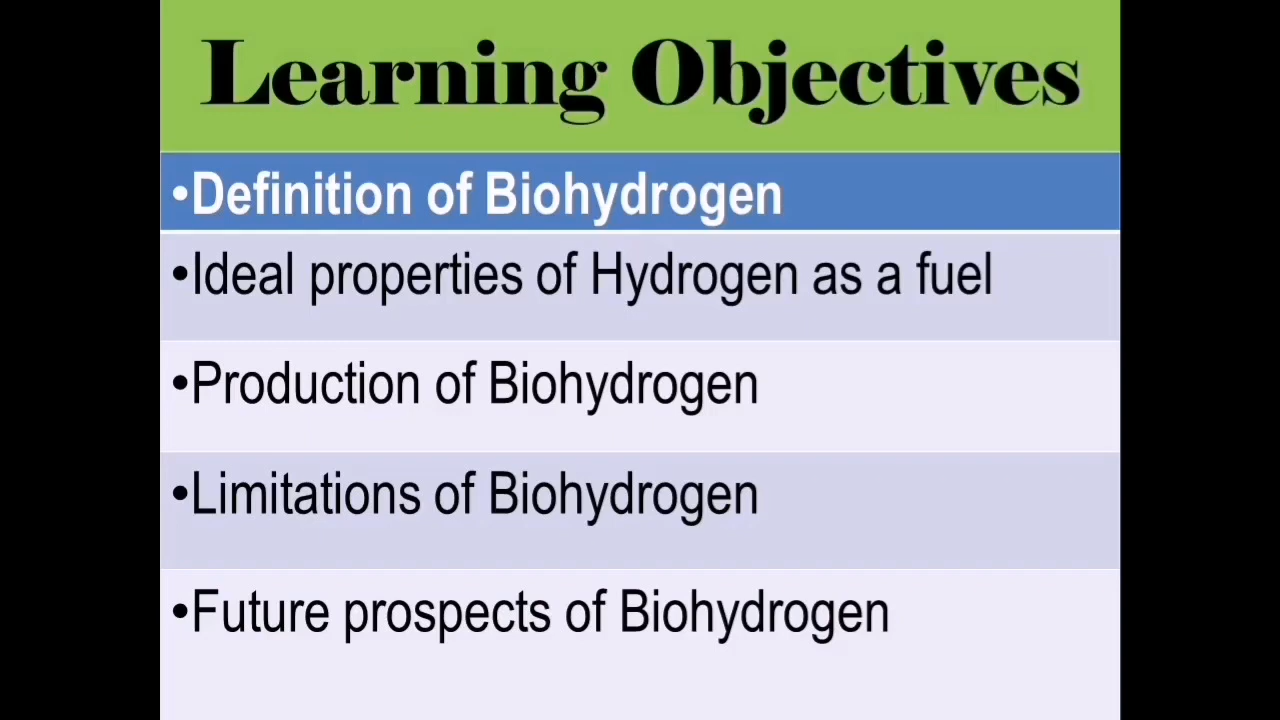 Learning Objectives
•Definition of Biohydrogen
•Ideal properties of Hydrogen as a fuel
•Production of Biohydrogen
•Limitations of Biohydrogen
•Future prospects of Biohydrogen